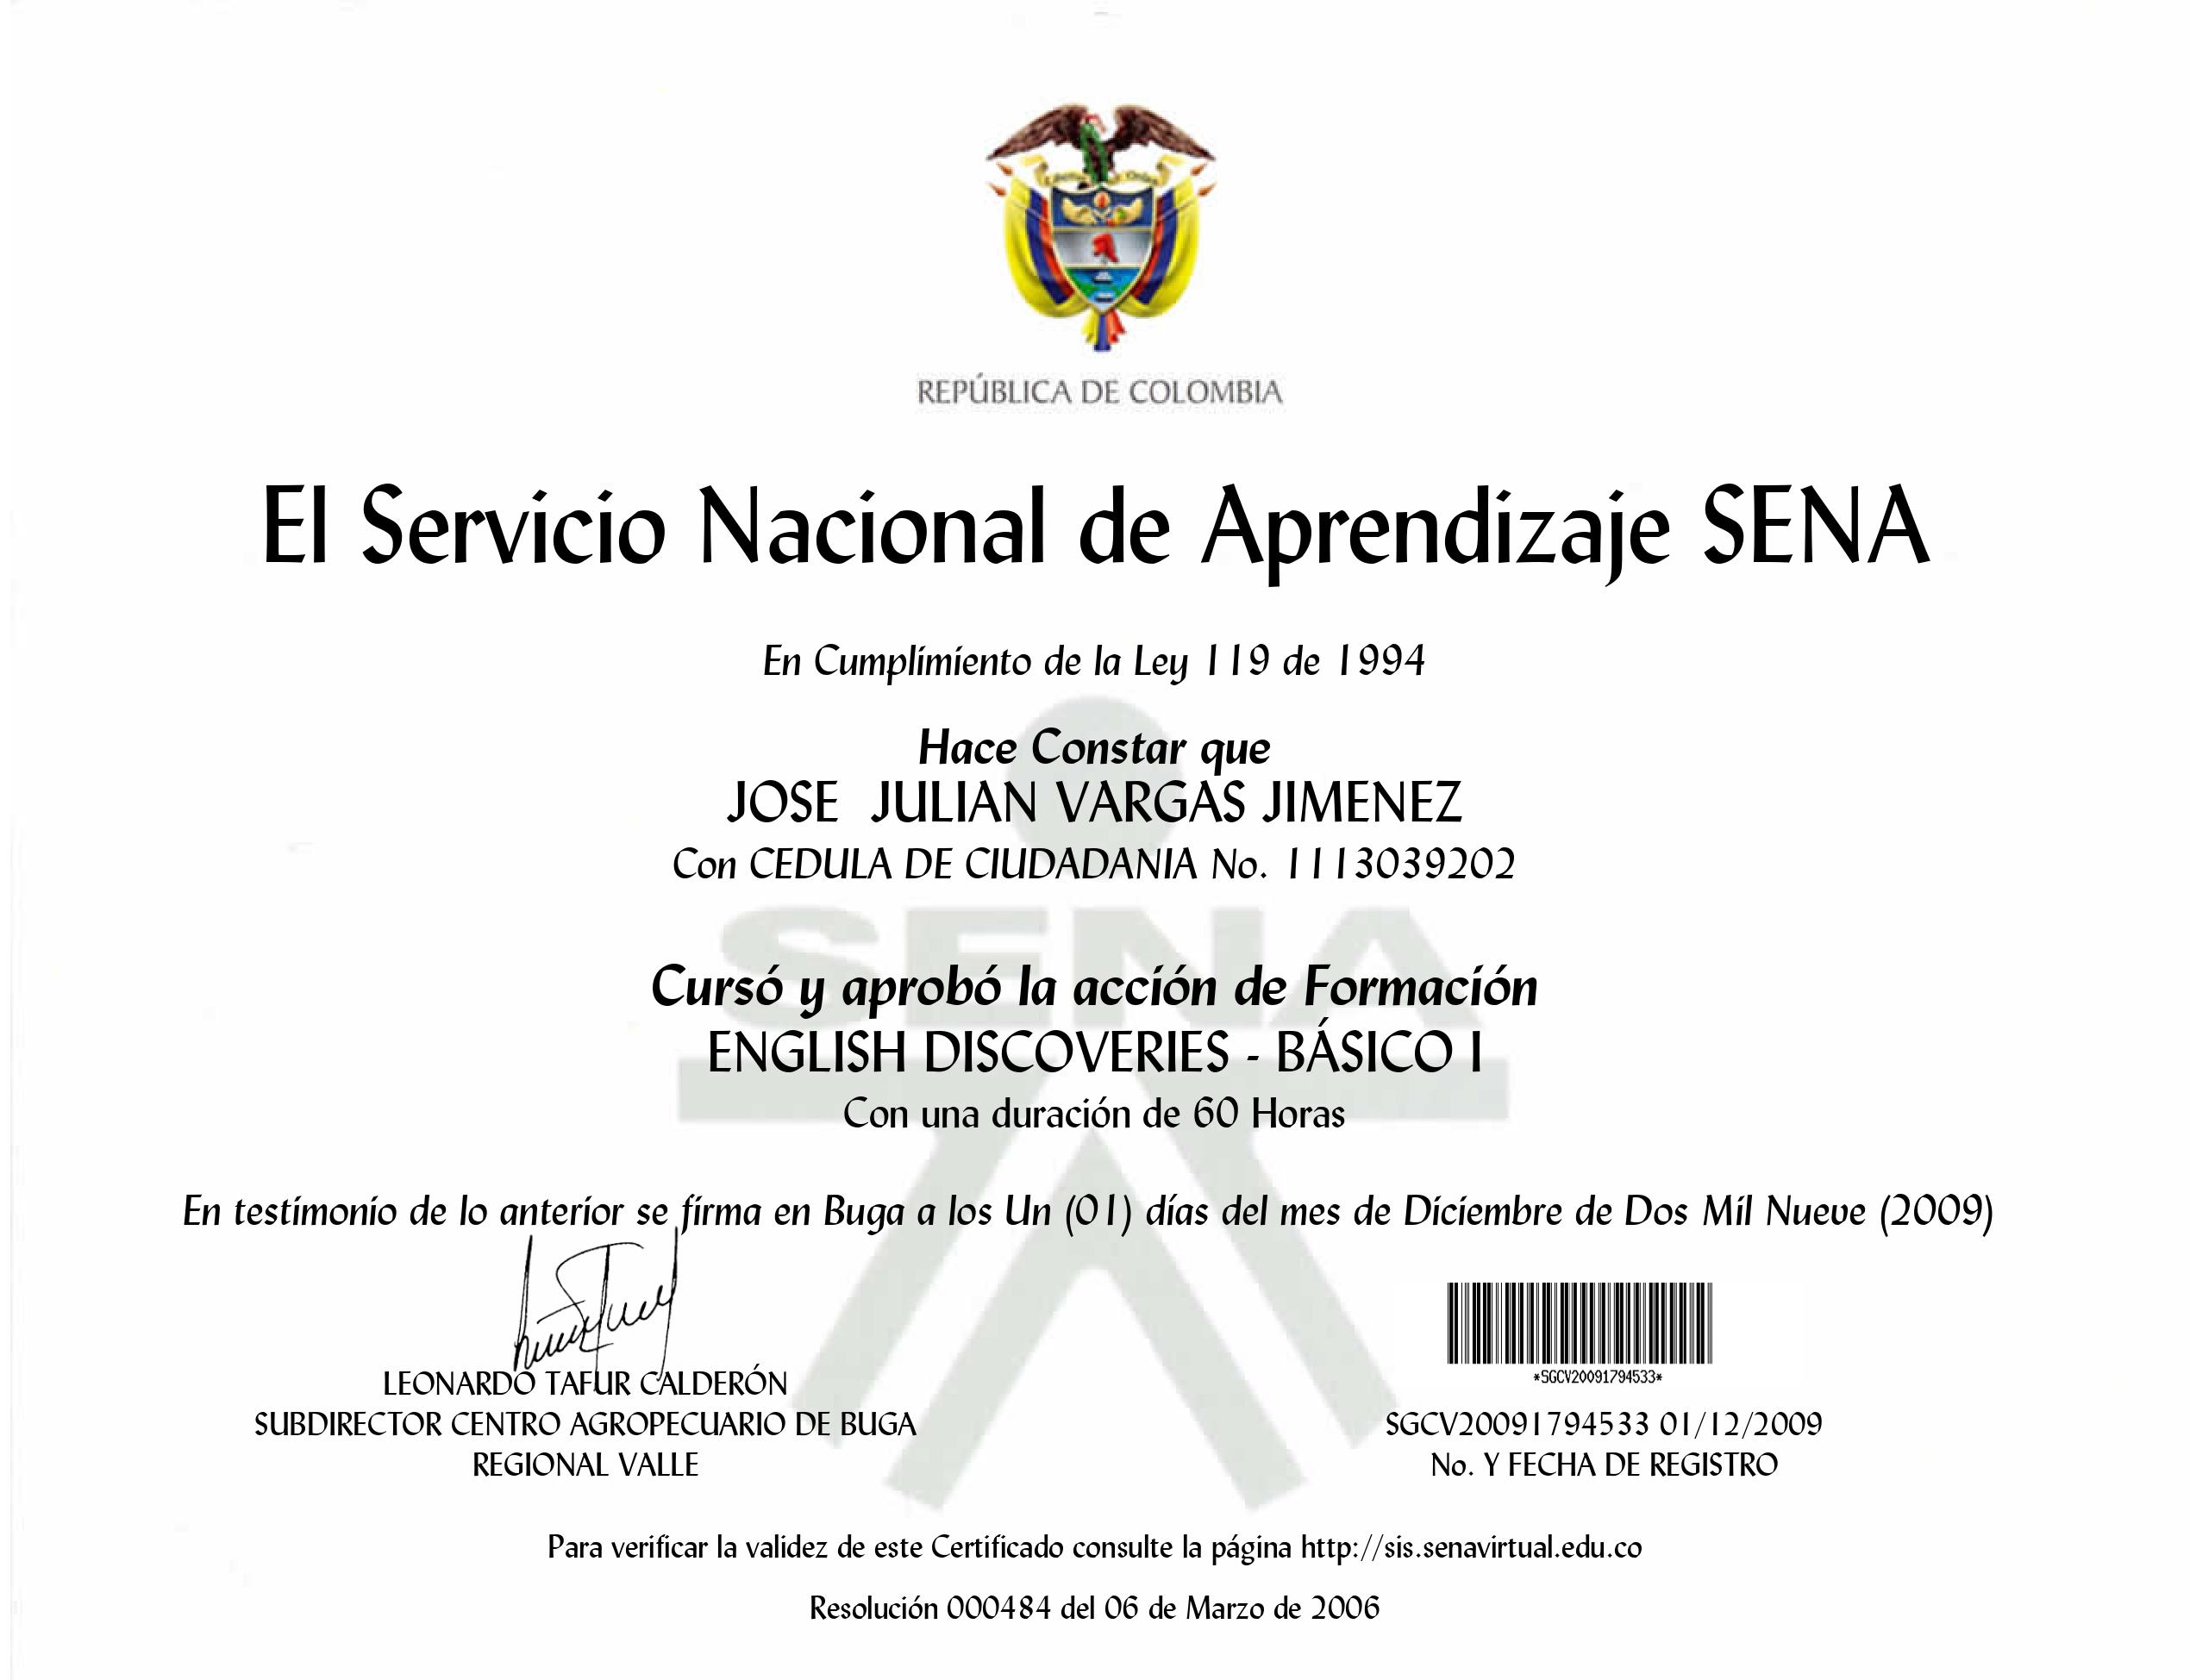 REPÚBLICA DE COLOMBIA
El Servicio Nacional de Aprendizaje SENA
En Cumplimiento de la Ley 119 de 1994
Hace Constar que
JOSE JULIAN VARGAS JIMENEZ
Con CEDULA DE CIUDADANIA No. 1113039202
SENA
Cursó y aprobó la acción de Formación
ENGLISH DISCOVERIES - BÁSICO I
Con una duración de 60 Horas
En testimonio de lo anterior se firma en Buga a los Un (01) días del mes de Diciembre de Dos Mil Nueve (2009)
LEONARDO TAFUR CALDERÓN
SUBDIRECTOR CENTRO AGROPECUARIO DE BUGA
REGIONAL VALLE
*SGCV20091794533*
SGCV20091794533 01/12/2009
No. Y FECHA DE REGISTRO
Para verificar la validez de este Certificado consulte la página http://sis.senavirtual.edu.co
Resolución 000484 del 06 de Marzo de 2006